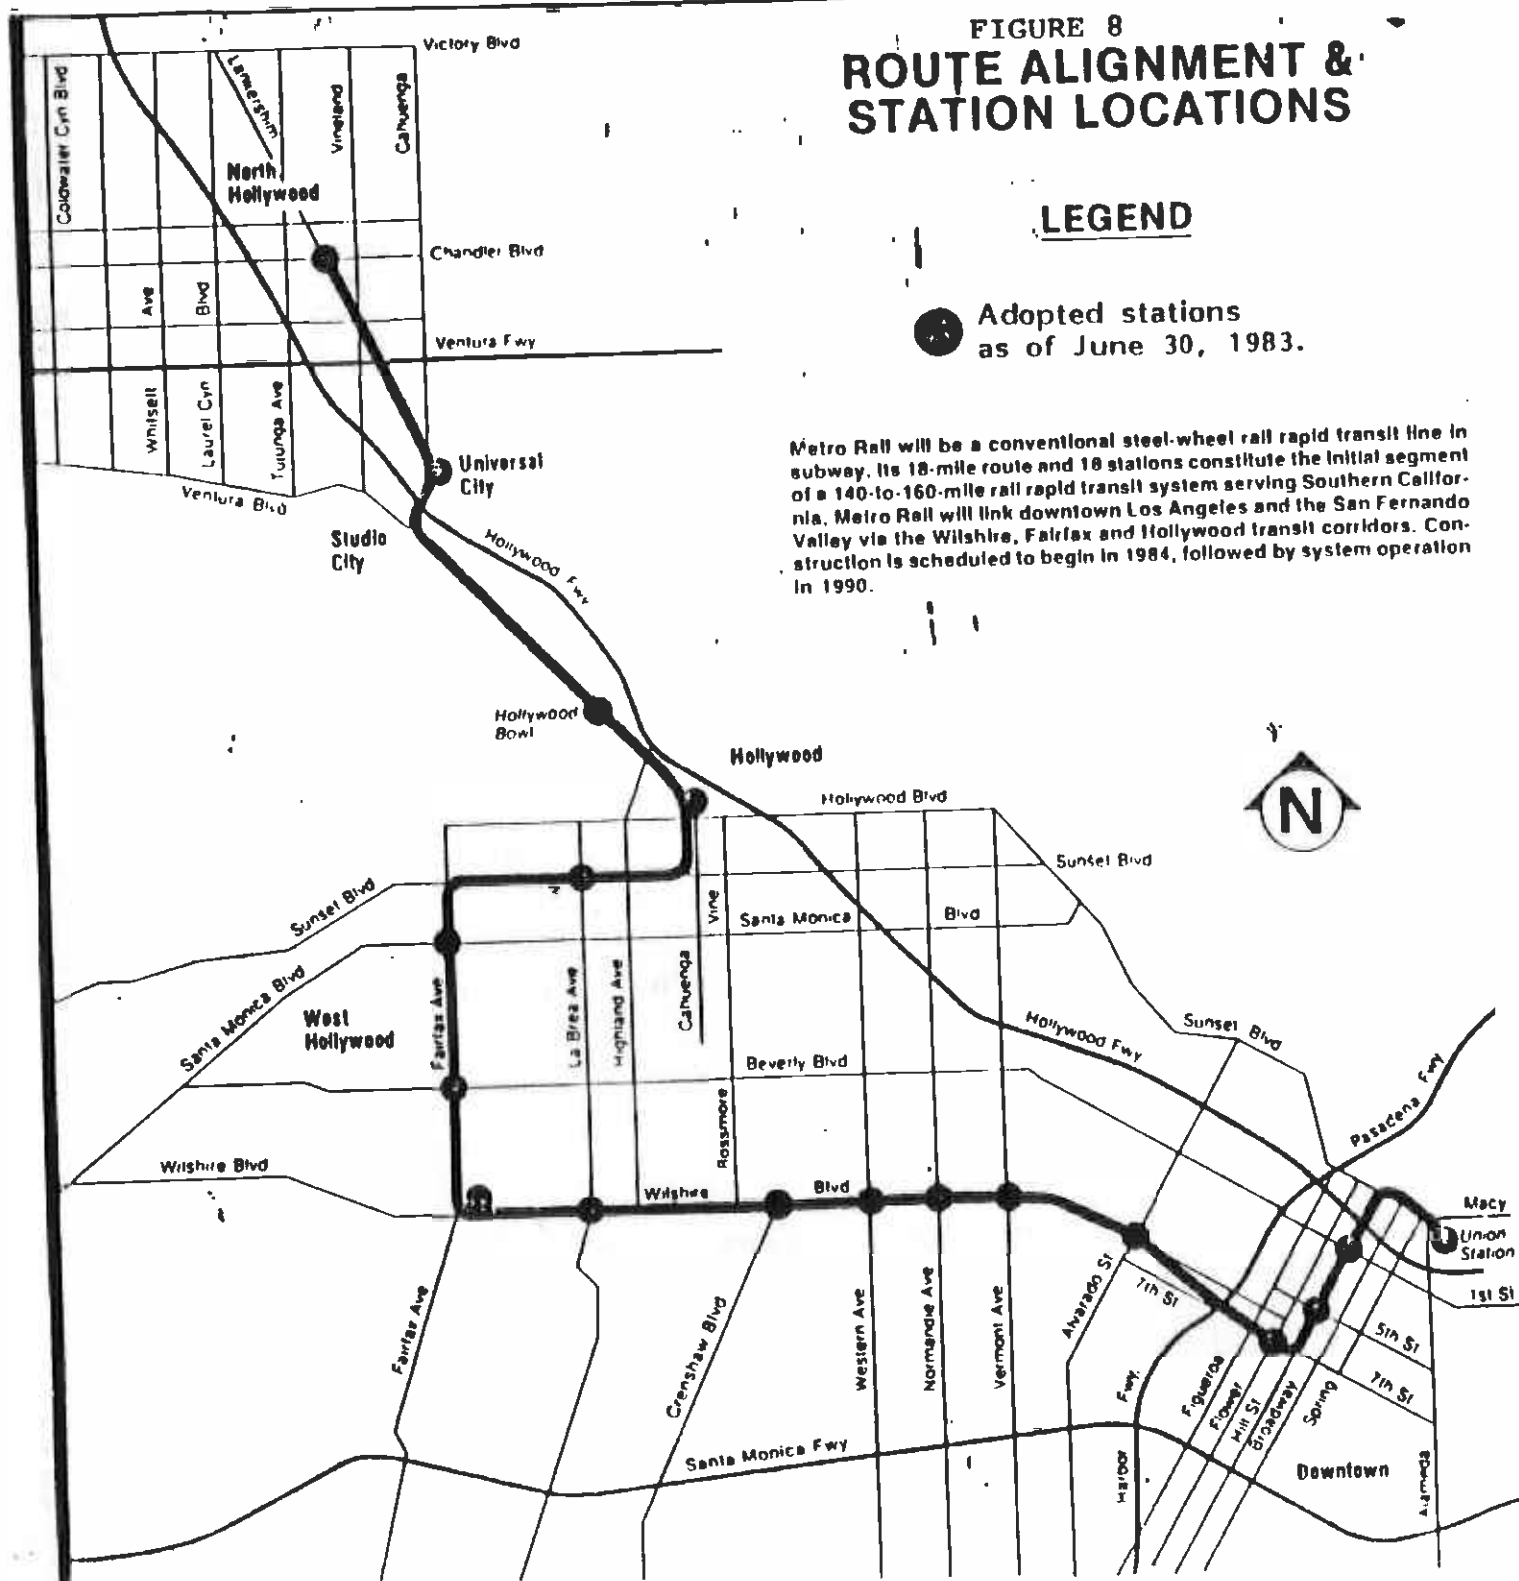 FIGURE 8
ROUTE ALIGNMENT &
STATION LOCATIONS
LEGEND
Adopted stations
as of June 30, 1983.
Metro Rail will be a conventional steel-wheel rail rapid transit line in
subway. Its 18-mile route and 18 stations constitute the initial segment
of a 140-to-160-mile rail rapid transit system serving Southern Califor-
nia. Metro Rail will link downtown Los Angeles and the San Fernando
Valley via the Wilshire, Fairfax and Hollywood transit corridors. Con-
struction is scheduled to begin in 1984, followed by system operation
in 1990.
Victory Blvd
Coldwater Cyn Blvd
Lankershim
Vineland
Cahuenga
North
Hollywood
Chandler Blvd
Ave
Blvd
Ventura Fwy
Whitsett
Laurel Cyn
Tujunga Ave
Universal
City
Ventura Blvd
Studio
City
Hollywood Fwy
Hollywood
Bowl
Hollywood
N
Hollywood Blvd
Sunset Blvd
Sunset Blvd
Vine
Santa Monica
Blvd
Santa Monica Blvd
West
Hollywood
Fairfax Ave
La Brea Ave
Highland Ave
Cahuenga
Hollywood Fwy
Sunset Blvd
Beverly Blvd
Pasadena Fwy
Rossmore
Wilshire Blvd
Wilshire
Blvd
Macy
Union
Station
1st St
Fairfax Ave
Crenshaw Blvd
Western Ave
Normandie Ave
Vermont Ave
Alvarado St
7th St
5th St
7th St
Fwy.
Harbor
Figueroa
Flower
Hill St
Broadway
Spring
Santa Monica Fwy
Downtown
Alameda